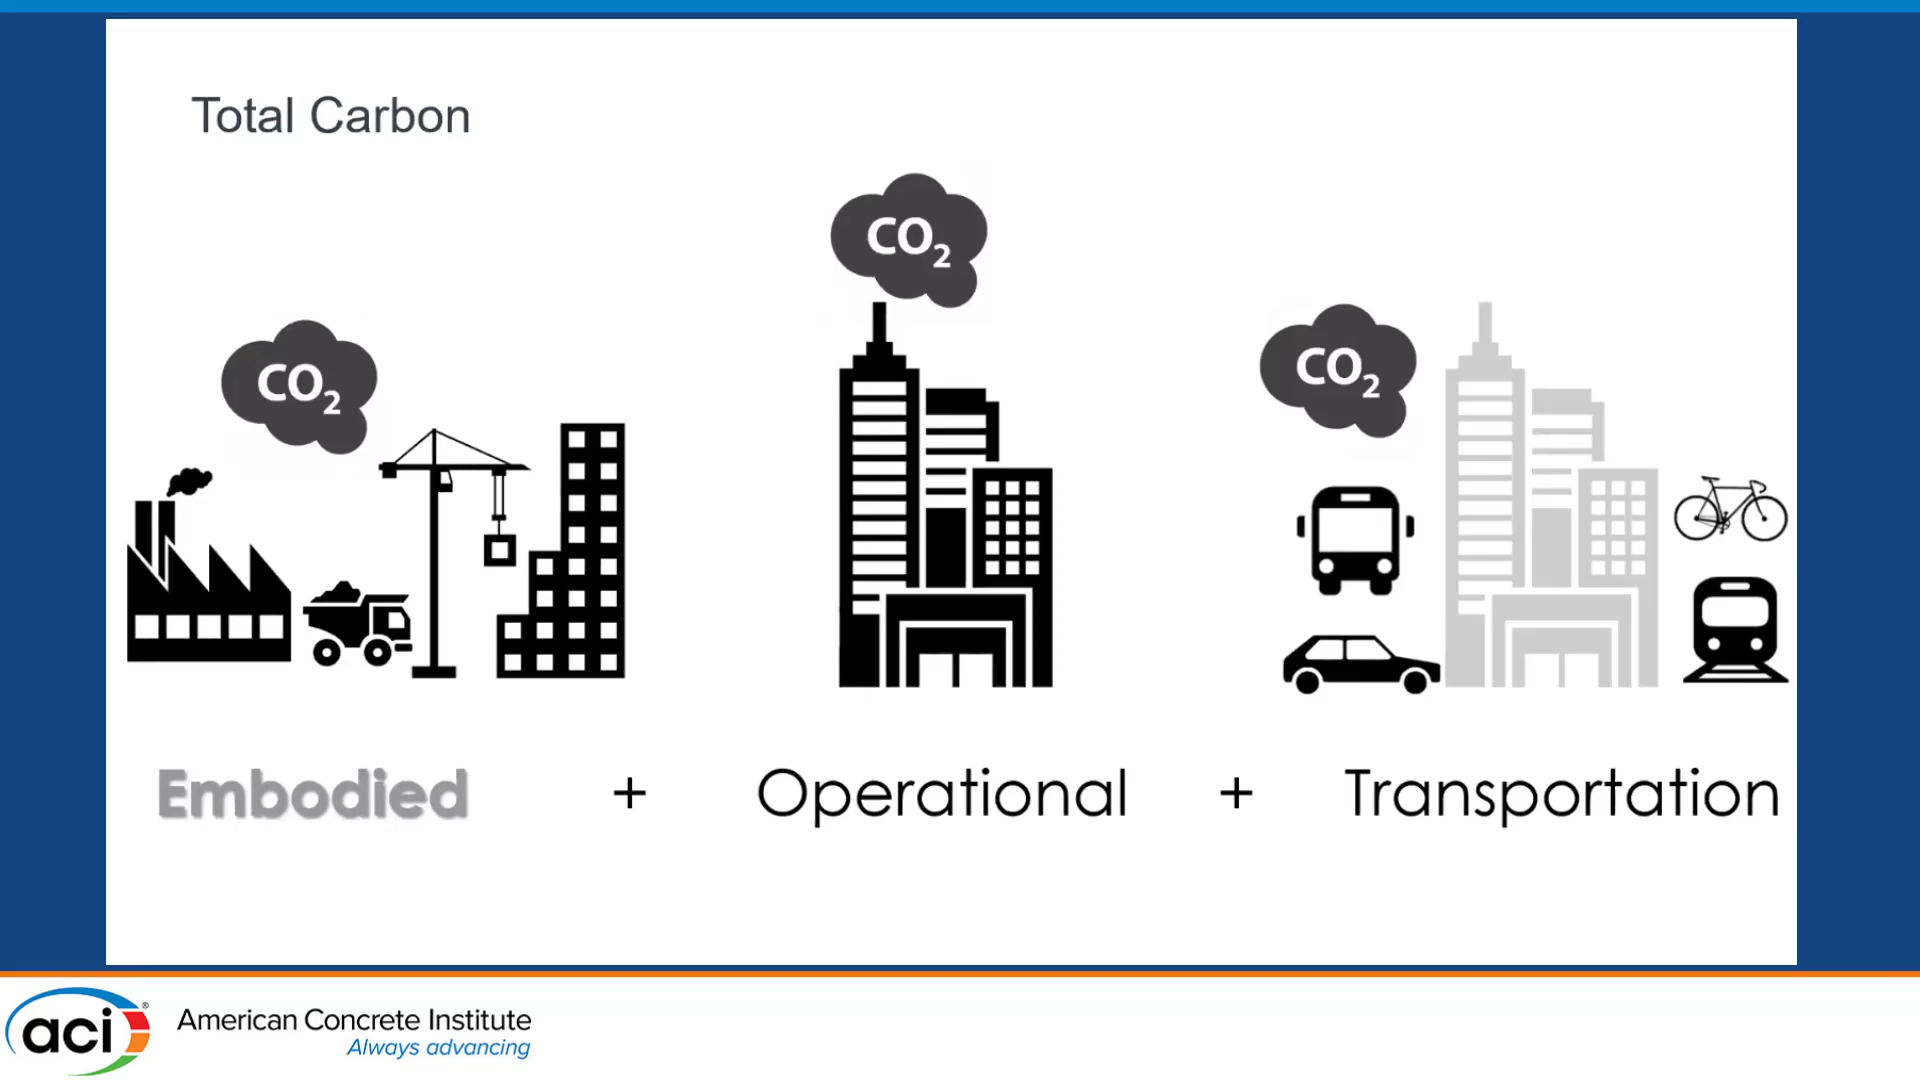 Total Carbon
CO₂
CO₂
CO₂
Embodied + Operational + Transportation
aci®
American Concrete Institute
Always advancing